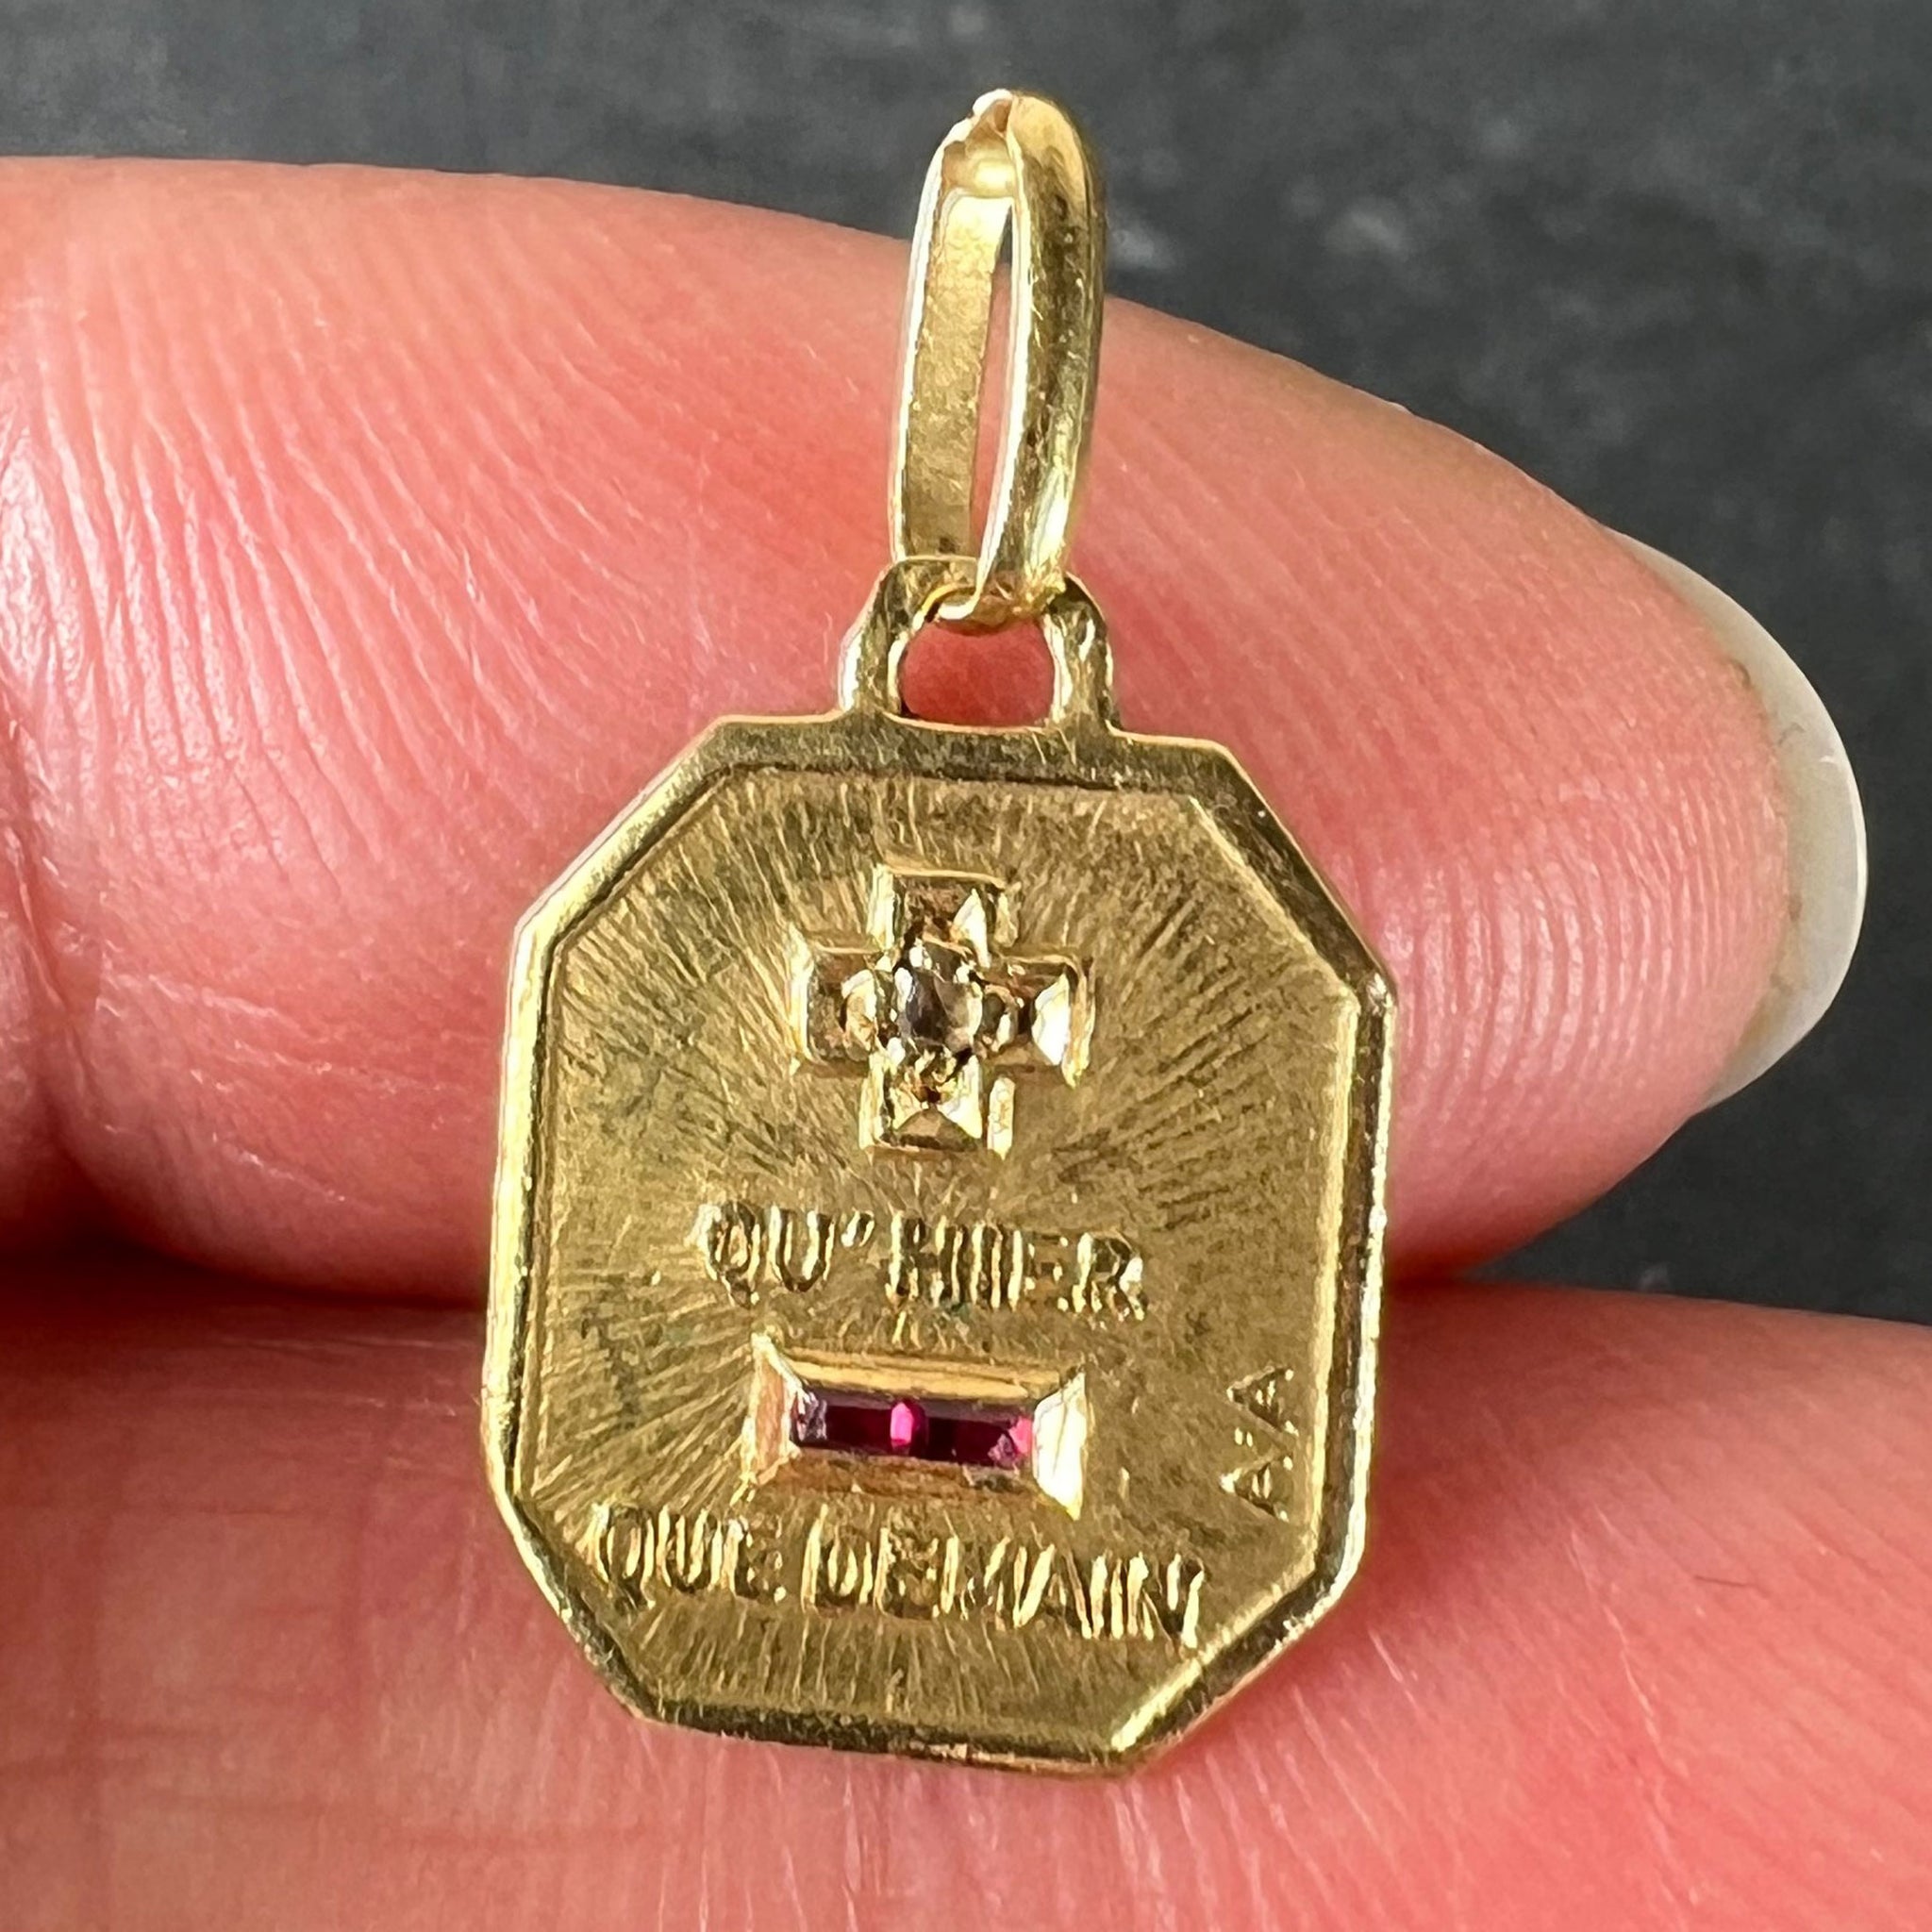 QU' HIER
QUE DEMAIN
A·A